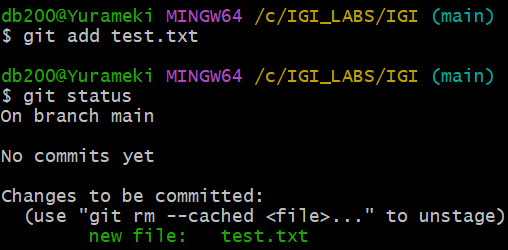 db200@Yurameki MINGW64 /c/IGI_LABS/IGI (main)
$ git add test.txt
db200@Yurameki MINGW64 /c/IGI_LABS/IGI (main)
$ git status
On branch main
No commits yet
Changes to be committed:
  (use "git rm --cached <file>..." to unstage)
        new file:   test.txt